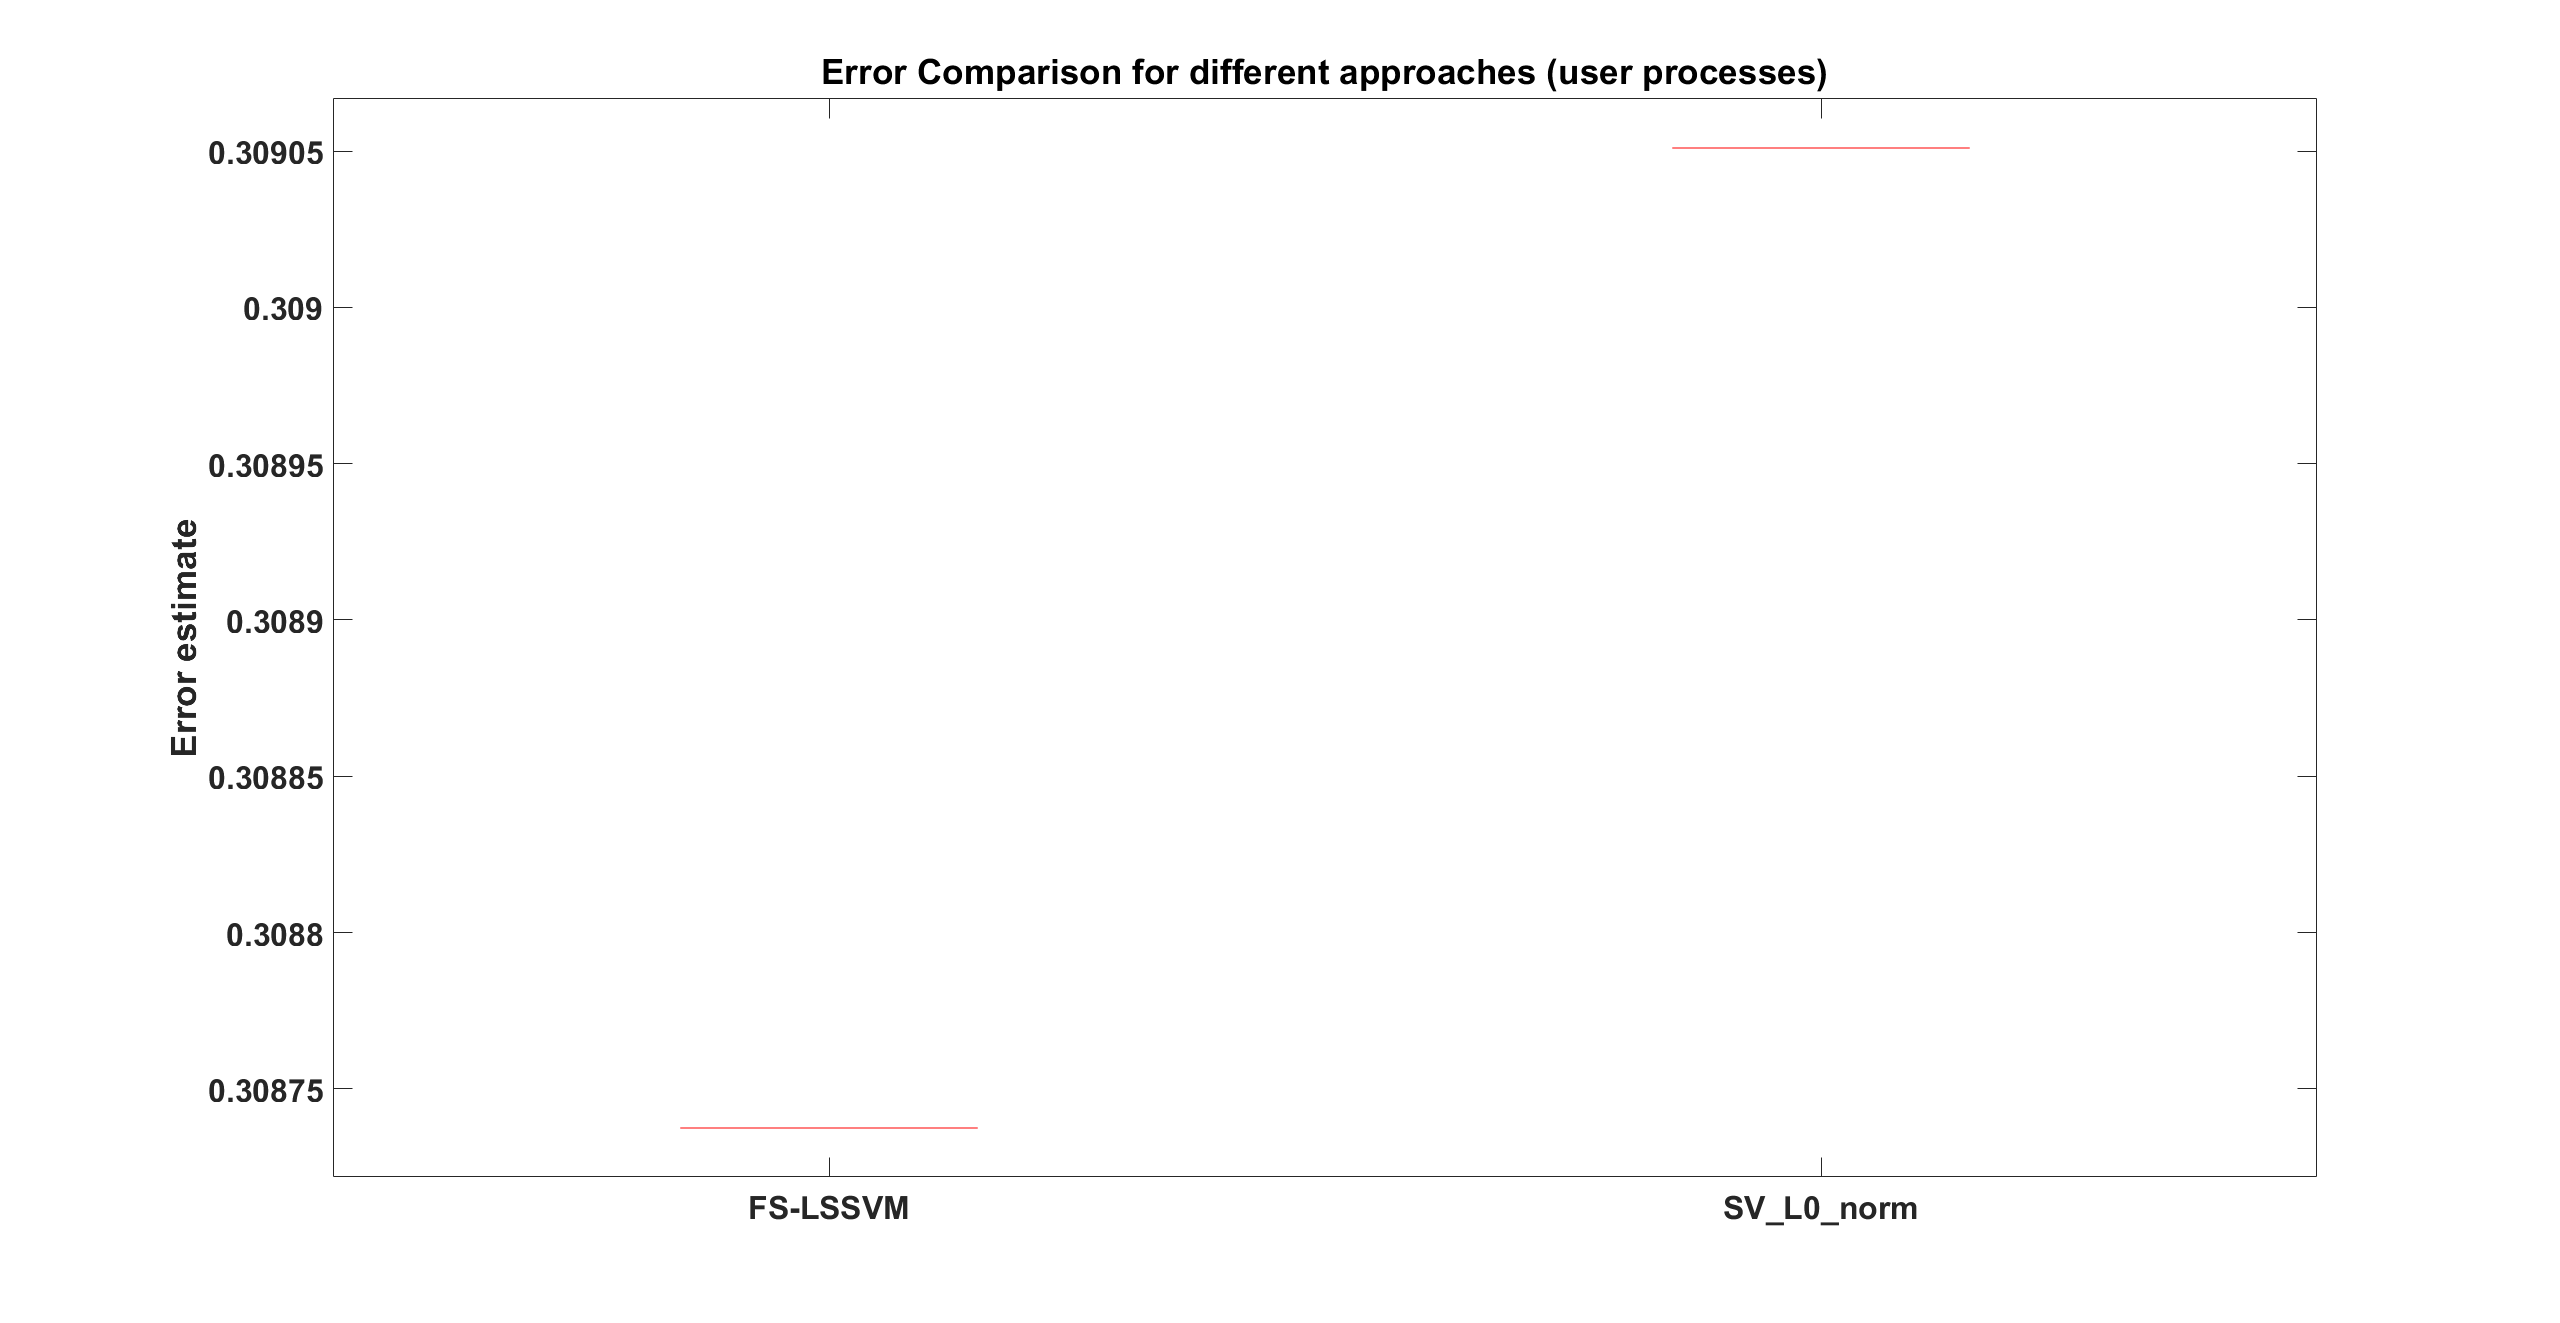 Error Comparison for different approaches (user processes)
0.30905
0.309
0.30895
0.3089
0.30885
0.3088
0.30875
Error estimate
FS-LSSVM
SV_L0_norm